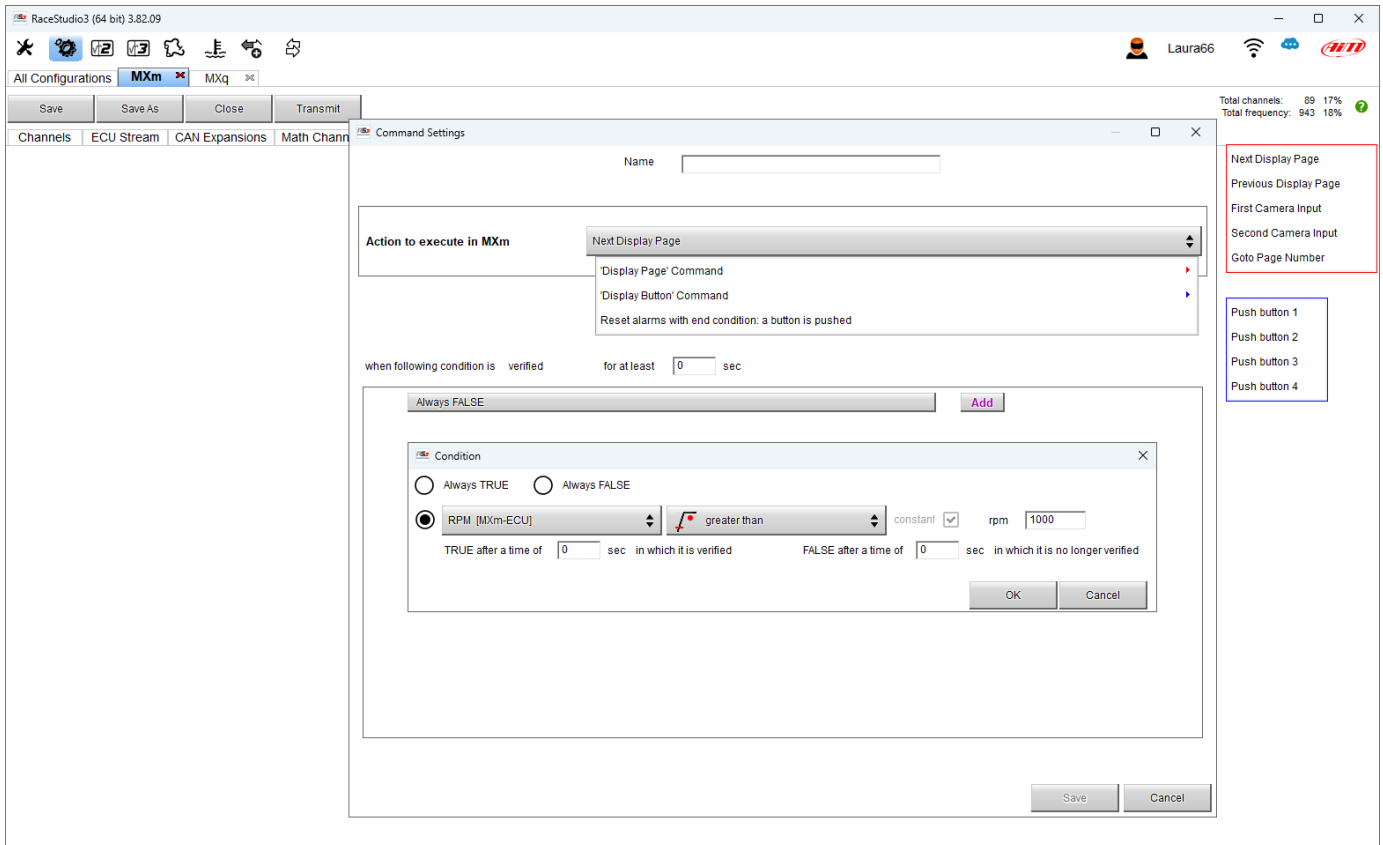 RaceStudio3 (64 bit) 3.82.09
Laura66
AiM
All Configurations MXm MXq
Save Save As Close Transmit
Total channels: 89 17%
Total frequency: 943 18%
Channels ECU Stream CAN Expansions Math Chann
Command Settings
Name
Action to execute in MXm Next Display Page
'Display Page' Command
'Display Button' Command
Reset alarms with end condition: a button is pushed
when following condition is verified for at least 0 sec
Always FALSE Add
Condition
Always TRUE Always FALSE
RPM [MXm-ECU] greater than constant rpm 1000
TRUE after a time of 0 sec in which it is verified FALSE after a time of 0 sec in which it is no longer verified
OK Cancel
Save Cancel
Next Display Page
Previous Display Page
First Camera Input
Second Camera Input
Goto Page Number
Push button 1
Push button 2
Push button 3
Push button 4